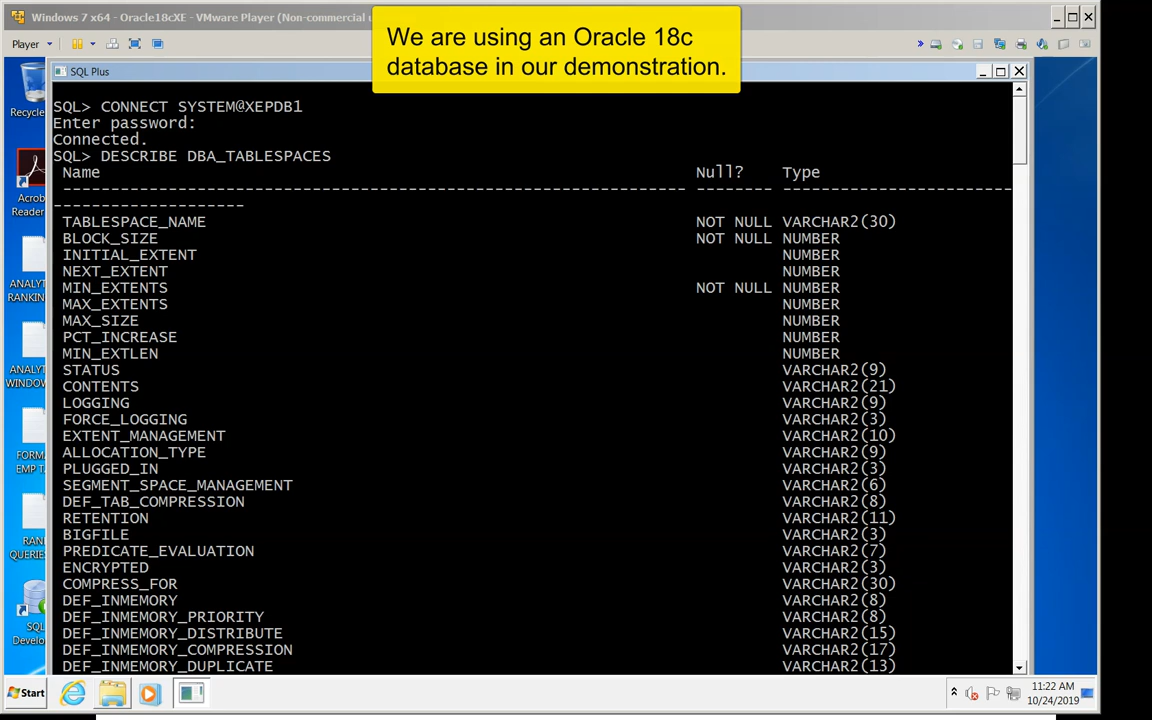 Windows 7 x64 - Oracle18cXE - VMware Player (Non-commercial u
We are using an Oracle 18c
database in our demonstration.
Player
SQL Plus
Recycle
Acrob
Reader
ANALYT
RANKIN
ANALYT
WINDOW
FORM
EMP T
RAN
QUERIES
SQL
Develo
SQL> CONNECT SYSTEM@XEPDB1
Enter password:
Connected.
SQL> DESCRIBE DBA_TABLESPACES
Name Null? Type
----------------------------------------------------------------- -------- ------------------------
--------------------
TABLESPACE_NAME NOT NULL VARCHAR2(30)
BLOCK_SIZE NOT NULL NUMBER
INITIAL_EXTENT NUMBER
NEXT_EXTENT NUMBER
MIN_EXTENTS NOT NULL NUMBER
MAX_EXTENTS NUMBER
MAX_SIZE NUMBER
PCT_INCREASE NUMBER
MIN_EXTLEN NUMBER
STATUS VARCHAR2(9)
CONTENTS VARCHAR2(21)
LOGGING VARCHAR2(9)
FORCE_LOGGING VARCHAR2(3)
EXTENT_MANAGEMENT VARCHAR2(10)
ALLOCATION_TYPE VARCHAR2(9)
PLUGGED_IN VARCHAR2(3)
SEGMENT_SPACE_MANAGEMENT VARCHAR2(6)
DEF_TAB_COMPRESSION VARCHAR2(8)
RETENTION VARCHAR2(11)
BIGFILE VARCHAR2(3)
PREDICATE_EVALUATION VARCHAR2(7)
ENCRYPTED VARCHAR2(3)
COMPRESS_FOR VARCHAR2(30)
DEF_INMEMORY VARCHAR2(8)
DEF_INMEMORY_PRIORITY VARCHAR2(8)
DEF_INMEMORY_DISTRIBUTE VARCHAR2(15)
DEF_INMEMORY_COMPRESSION VARCHAR2(17)
DEF_INMEMORY_DUPLICATE VARCHAR2(13)
Start
11:22 AM
10/24/2019